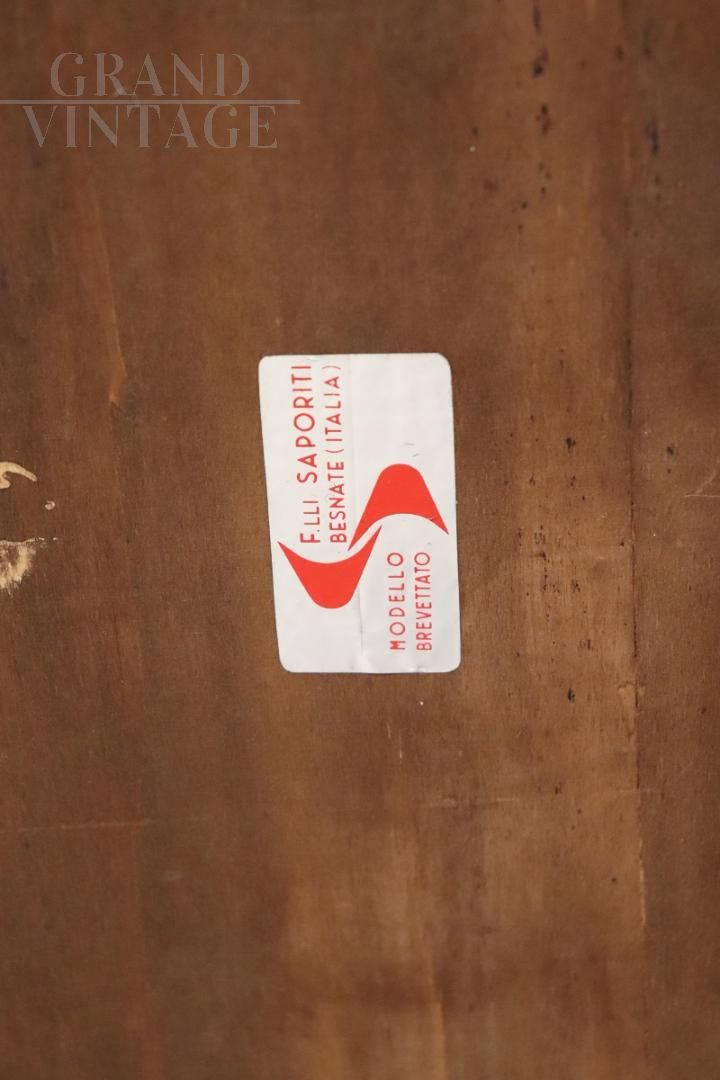 GRAND
VINTAGE
F.LLI SAPORITI
BESNATE (ITALIA)
MODELLO
BREVETTATO